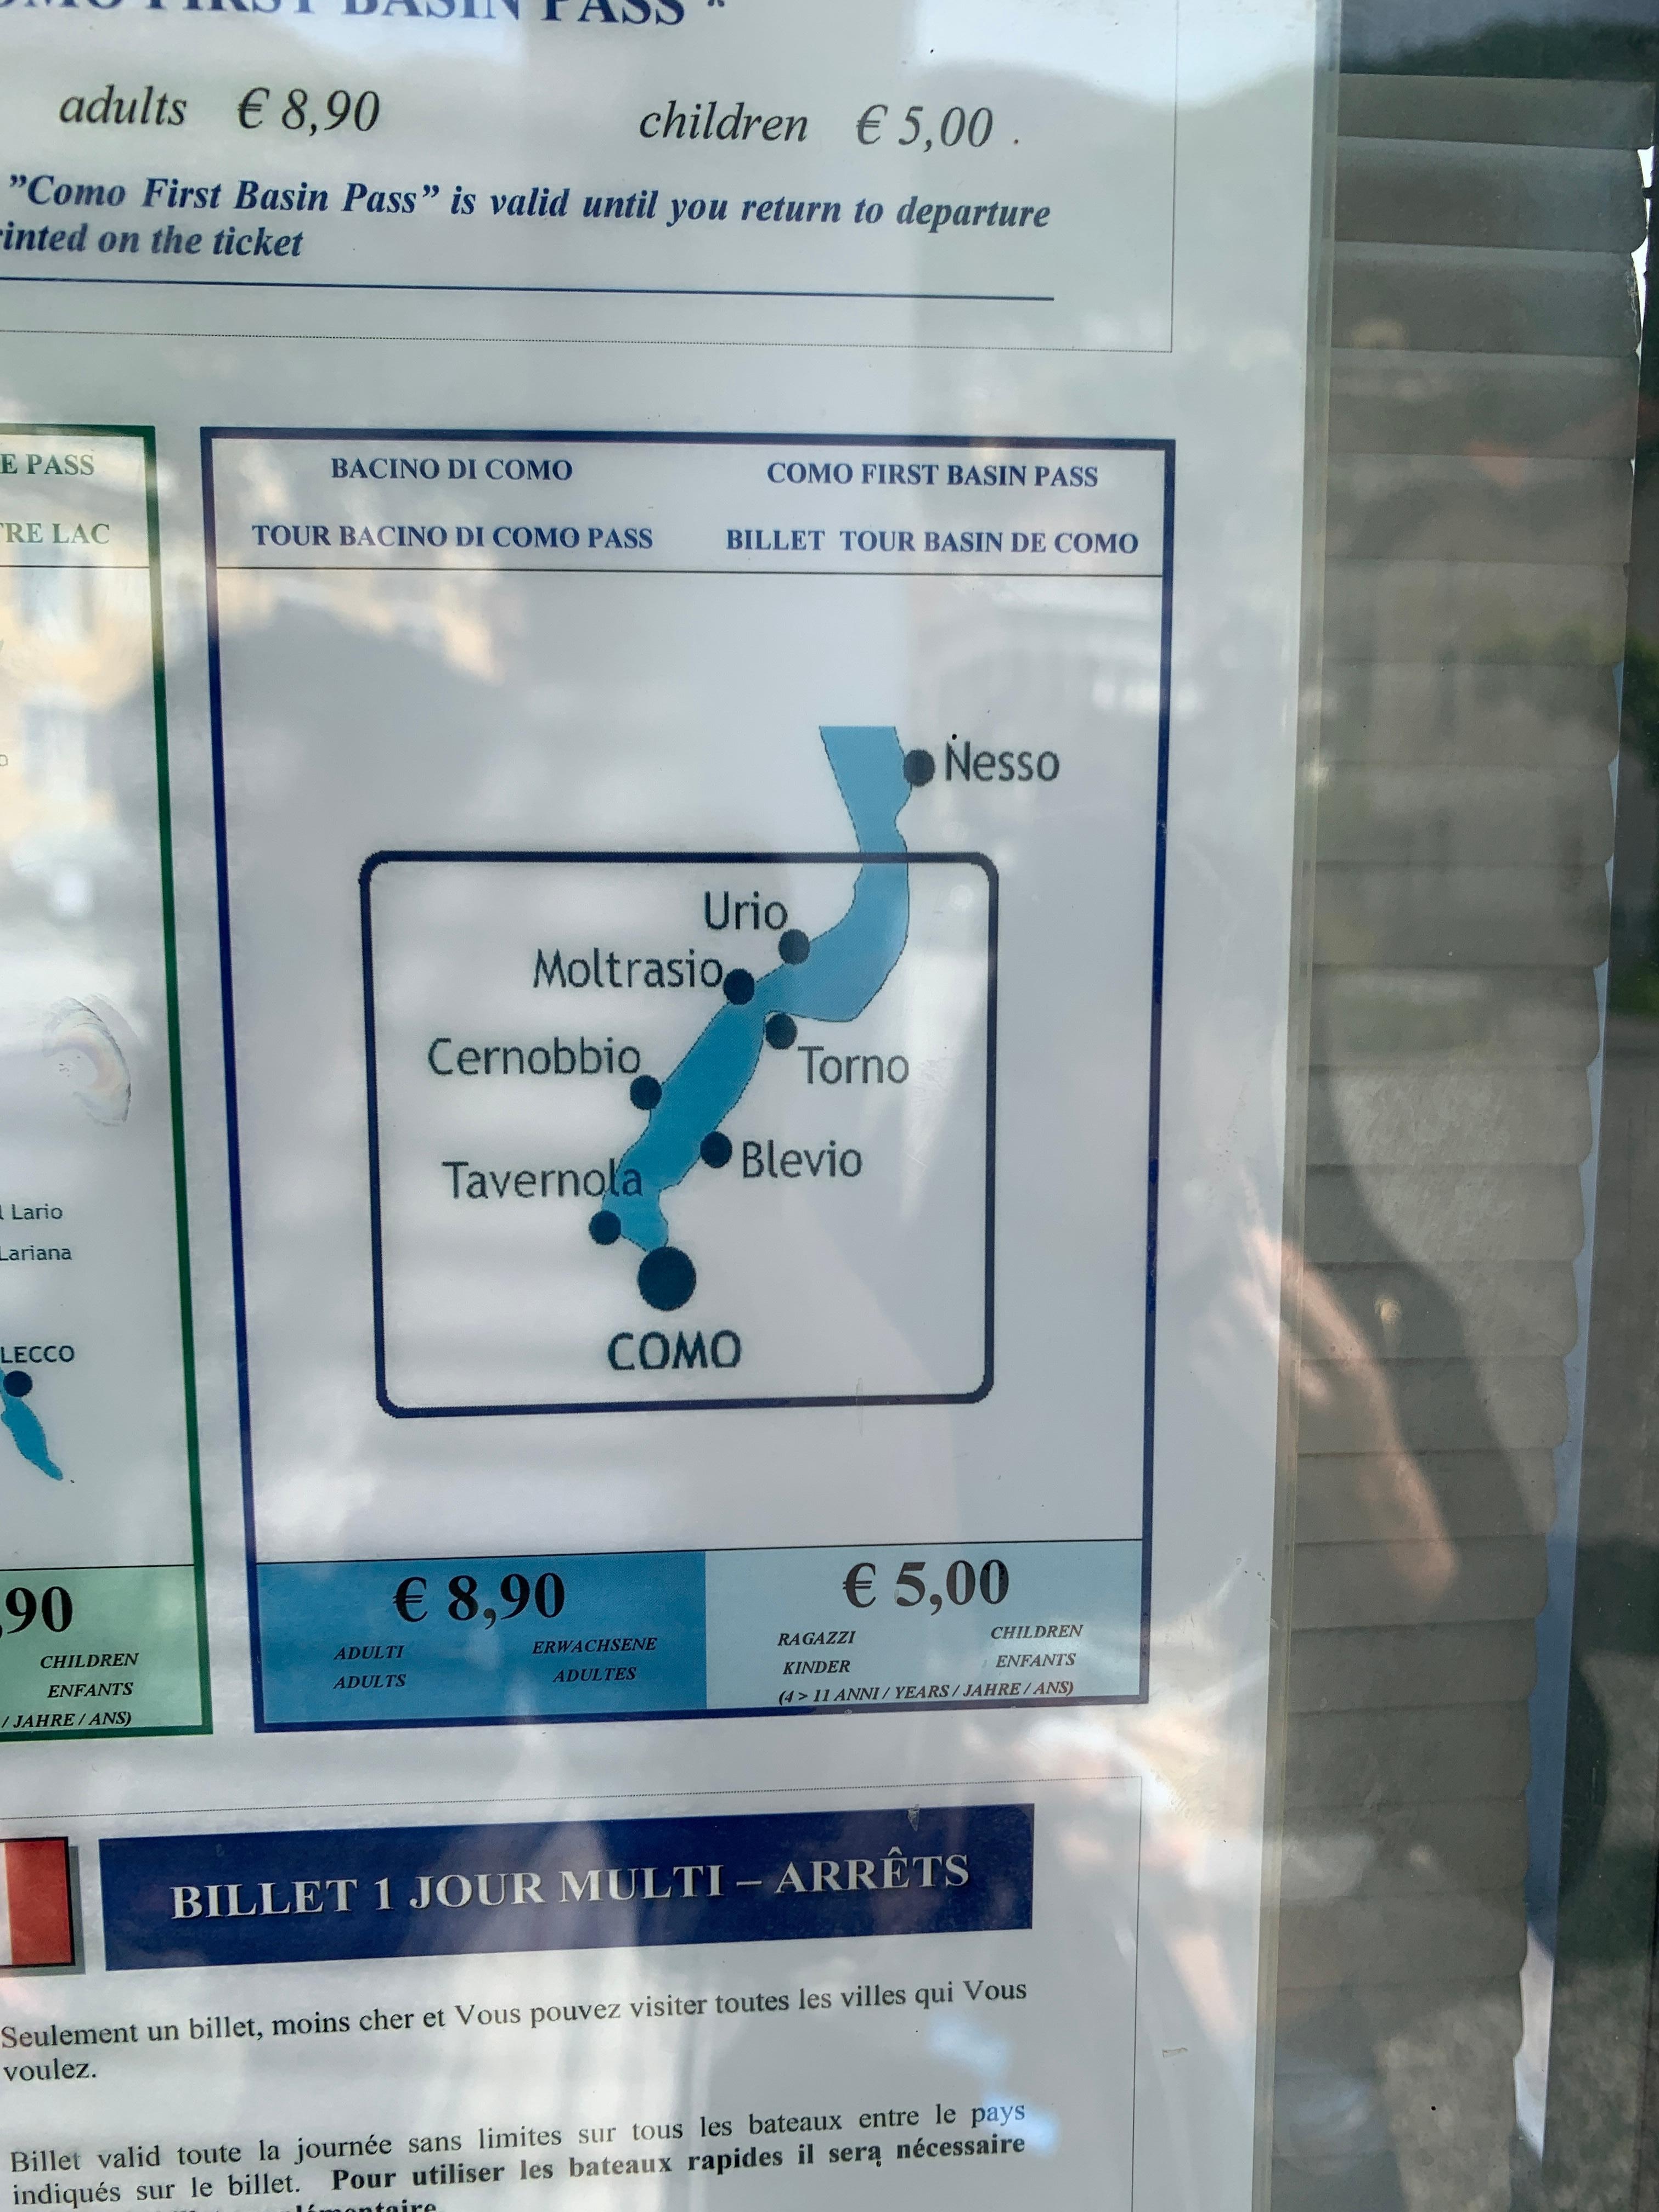 FIRST BASIN PASS "
adults € 8,90 children € 5,00 .
"Como First Basin Pass" is valid until you return to departure
on the ticket
PASS
LAC
BACINO DI COMO COMO FIRST BASIN PASS
TOUR BACINO DI COMO PASS BILLET TOUR BASIN DE COMO
Nesso
Urio
Moltrasio
Cernobbio
Torno
Tavernola
Blevio
COMO
Lario
Lariana
LECCO
90
CHILDREN
ENFANTS
/ JAHRE / ANS)
€ 8,90 € 5,00
ADULTI ERWACHSENE
ADULTS ADULTES
RAGAZZI CHILDREN
KINDER ENFANTS
(4 > 11 ANNI / YEARS / JAHRE / ANS)
BILLET 1 JOUR MULTI – ARRÊTS
Seulement un billet, moins cher et Vous pouvez visiter toutes les villes qui Vous
voulez.
Billet valid toute la journée sans limites sur tous les bateaux entre le pays
indiqués sur le billet. Pour utiliser les bateaux rapides il sera nécessaire